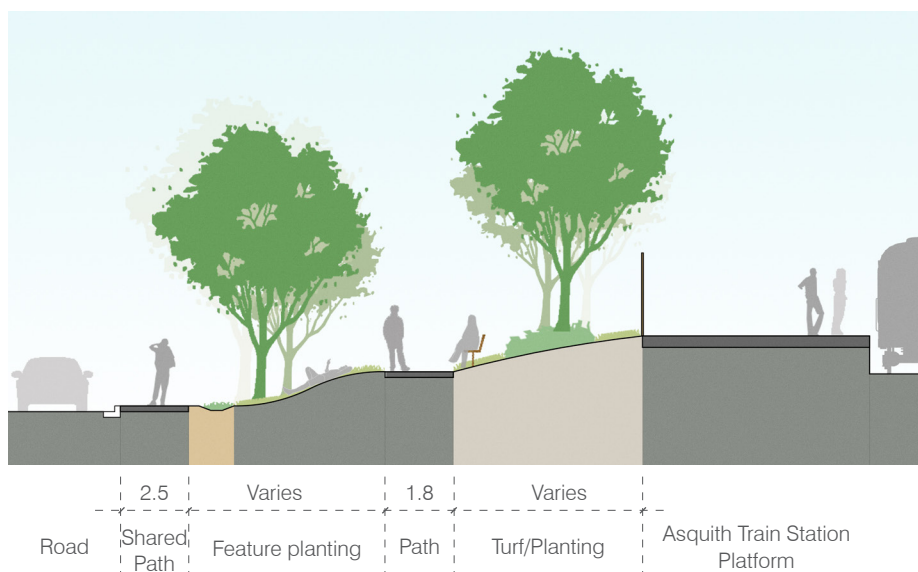 2.5
Varies
1.8
Varies
Road
Shared
Path
Feature planting
Path
Turf/Planting
Asquith Train Station
Platform